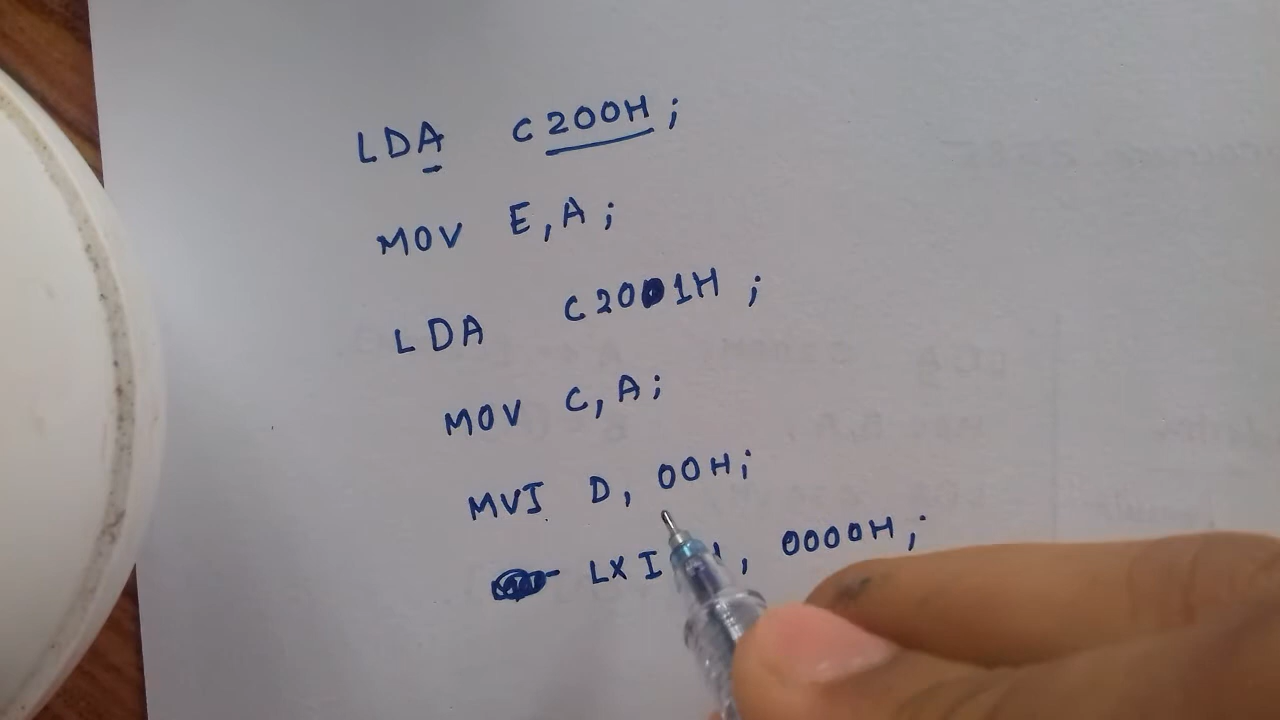 LDA C200H;
MOV E,A;
LDA C201H;
MOV C,A;
MVI D, 00H;
LXI , 0000H;